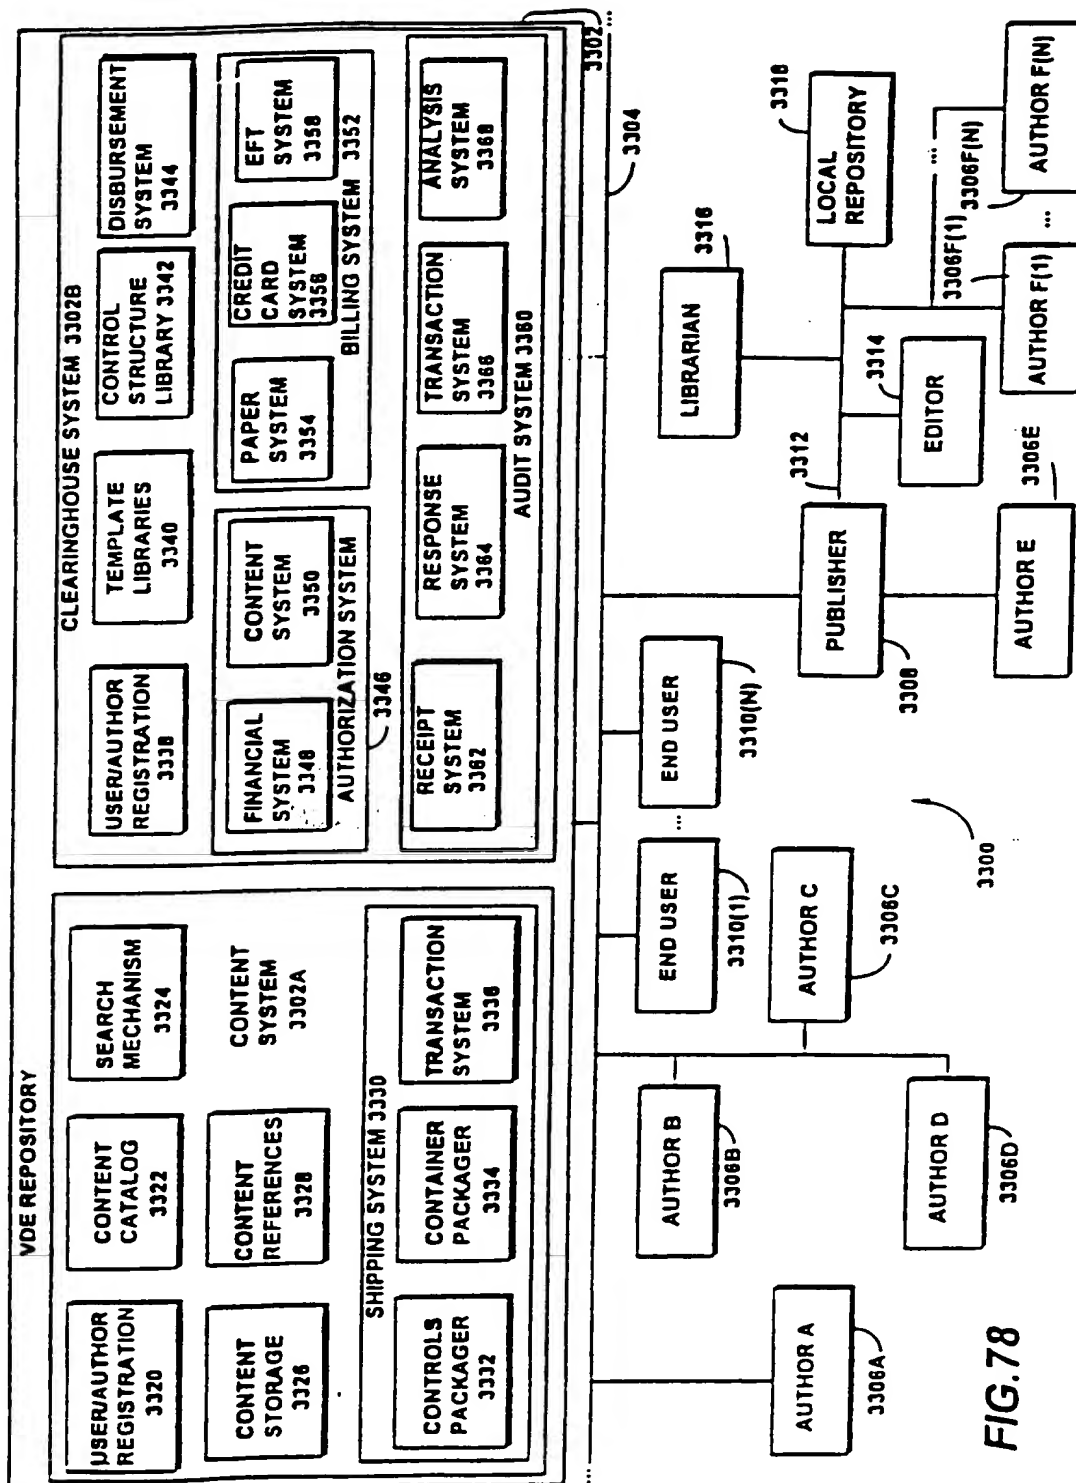 VDE REPOSITORY
USER/AUTHOR
REGISTRATION
3320
CONTENT
CATALOG
3322
SEARCH
MECHANISM
3324
CONTENT
STORAGE
3326
CONTENT
REFERENCES
3328
CONTENT
SYSTEM
3302A
SHIPPING SYSTEM 3330
CONTROLS
PACKAGER
3332
CONTAINER
PACKAGER
3334
TRANSACTION
SYSTEM
3336
CLEARINGHOUSE SYSTEM 3302B
USER/AUTHOR
REGISTRATION
3338
TEMPLATE
LIBRARIES
3340
CONTROL
STRUCTURE
LIBRARY 3342
DISBURSEMENT
SYSTEM
3344
FINANCIAL
SYSTEM
3348
CONTENT
SYSTEM
3350
AUTHORIZATION SYSTEM
3346
PAPER
SYSTEM
3354
CREDIT
CARD
SYSTEM
3356
EFT
SYSTEM
3358
BILLING SYSTEM 3352
RECEIPT
SYSTEM
3362
RESPONSE
SYSTEM
3364
TRANSACTION
SYSTEM
3366
ANALYSIS
SYSTEM
3368
AUDIT SYSTEM 3360
3302
...
...
3304
AUTHOR A
3306A
AUTHOR B
3306B
AUTHOR C
3306C
AUTHOR D
3306D
END USER
3310(1)
...
END USER
3310(N)
PUBLISHER
3308
3312
AUTHOR E
3306E
LIBRARIAN
3316
EDITOR
3314
LOCAL
REPOSITORY
3318
AUTHOR F(1)
3306F(1)
...
...
AUTHOR F(N)
3306F(N)
3300
FIG.78